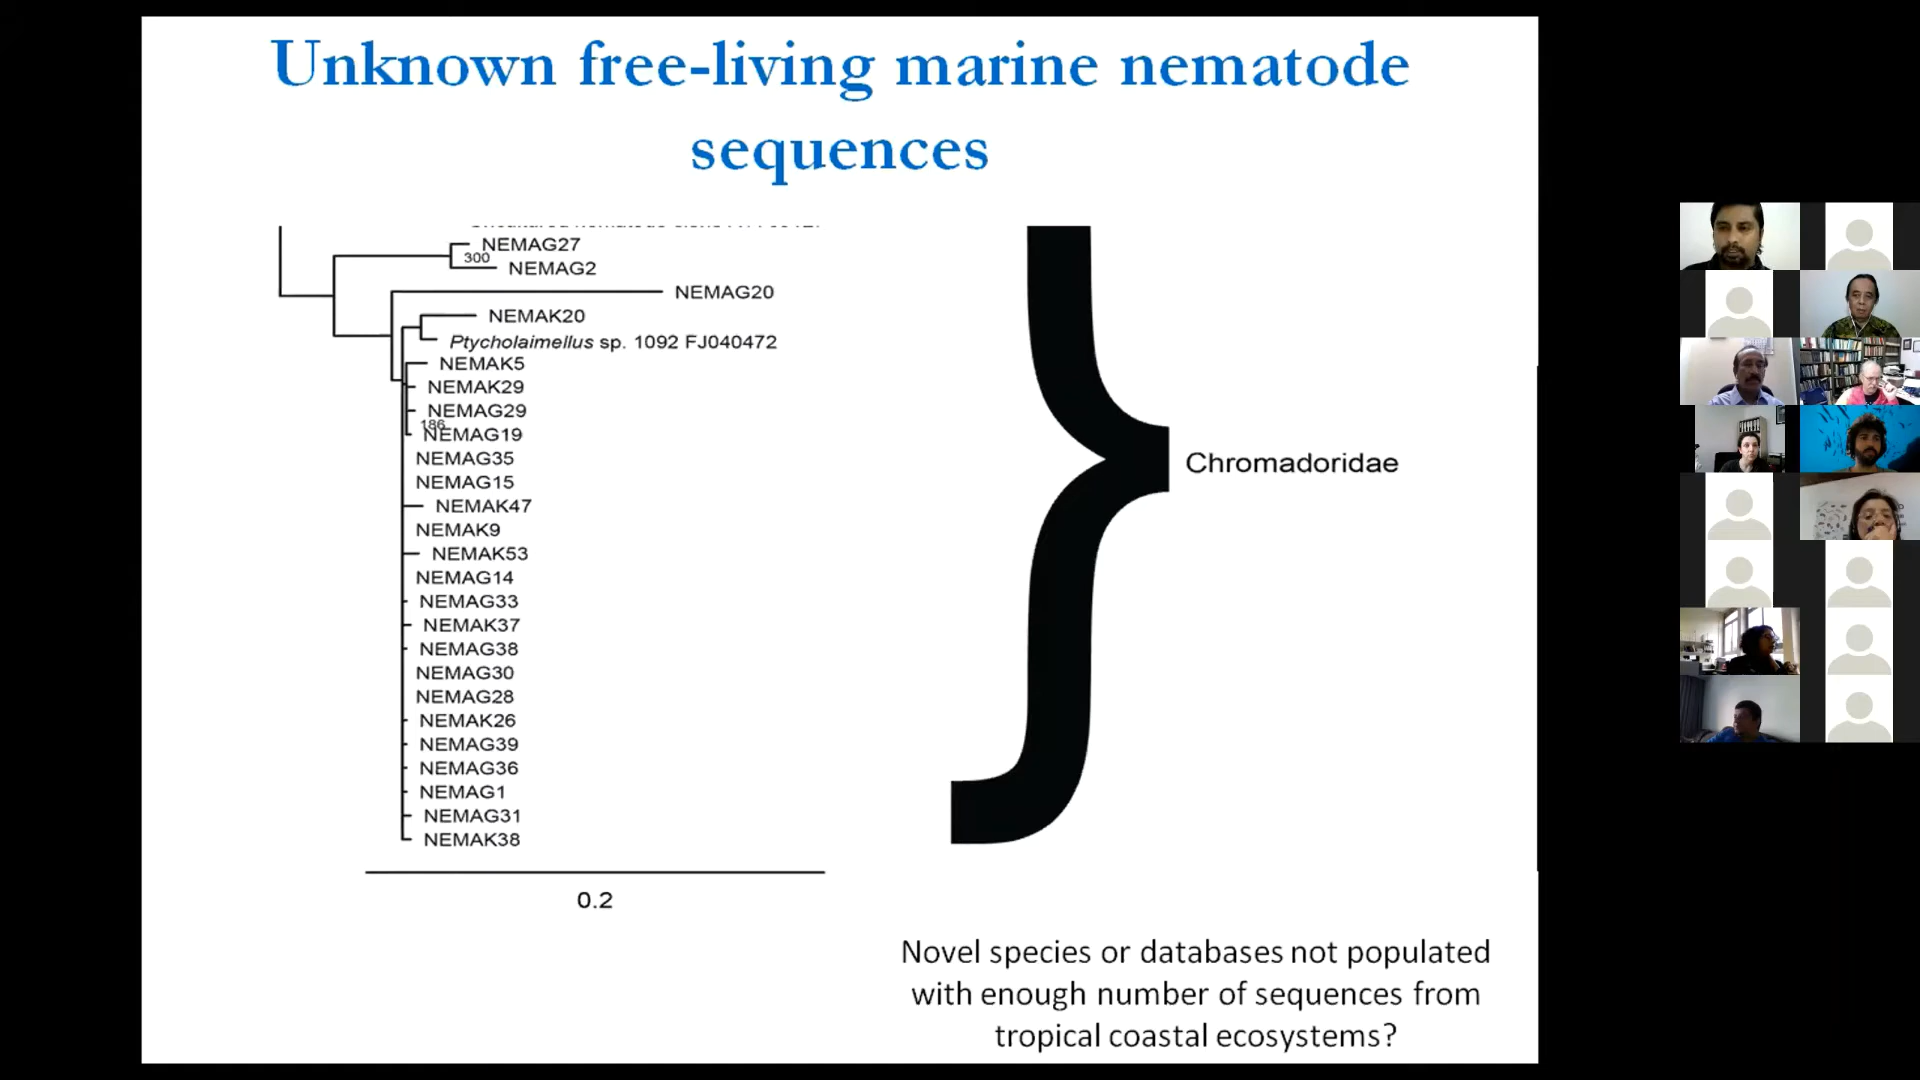 Unknown free-living marine nematode
sequences
NEMAG27
300
NEMAG2
NEMAG20
NEMAK20
Ptycholaimellus sp. 1092 FJ040472
NEMAK5
NEMAK29
NEMAG29
186
NEMAG19
NEMAG35
NEMAG15
NEMAK47
NEMAK9
NEMAK53
NEMAG14
NEMAG33
NEMAK37
NEMAG38
NEMAG30
NEMAG28
NEMAK26
NEMAG39
NEMAG36
NEMAG1
NEMAG31
NEMAK38
Chromadoridae
0.2
Novel species or databases not populated
with enough number of sequences from
tropical coastal ecosystems?